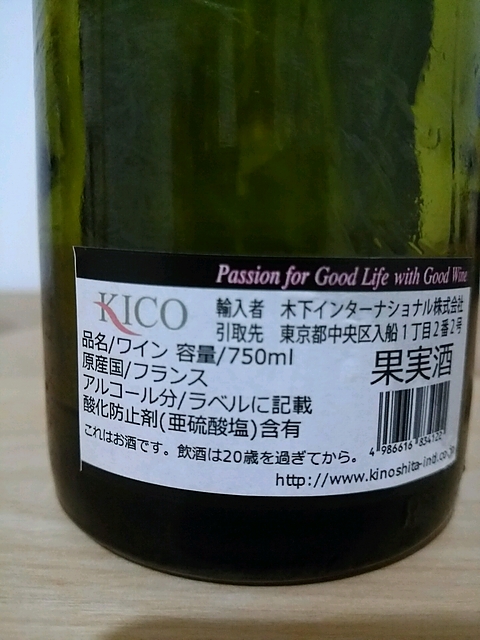 Passion for Good Life with Good Wine
KICO
輸入者 木下インターナショナル株式会社
引取先 東京都中央区入船1丁目2番2号
品名/ワイン 容量/750ml
原産国/フランス
アルコール分/ラベルに記載
酸化防止剤(亜硫酸塩)含有
果実酒
4 986616 834122
これはお酒です。飲酒は20歳を過ぎてから。
http://www.kinoshita-intl.co.jp